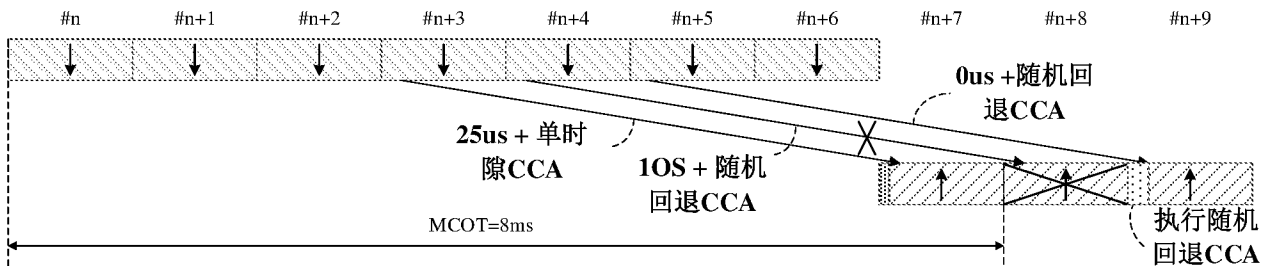 #n #n+1 #n+2 #n+3 #n+4 #n+5 #n+6 #n+7 #n+8 #n+9
0us +随机回
退CCA
25us + 单时
隙CCA
1OS + 随机
回退CCA
MCOT=8ms
执行随机
回退CCA